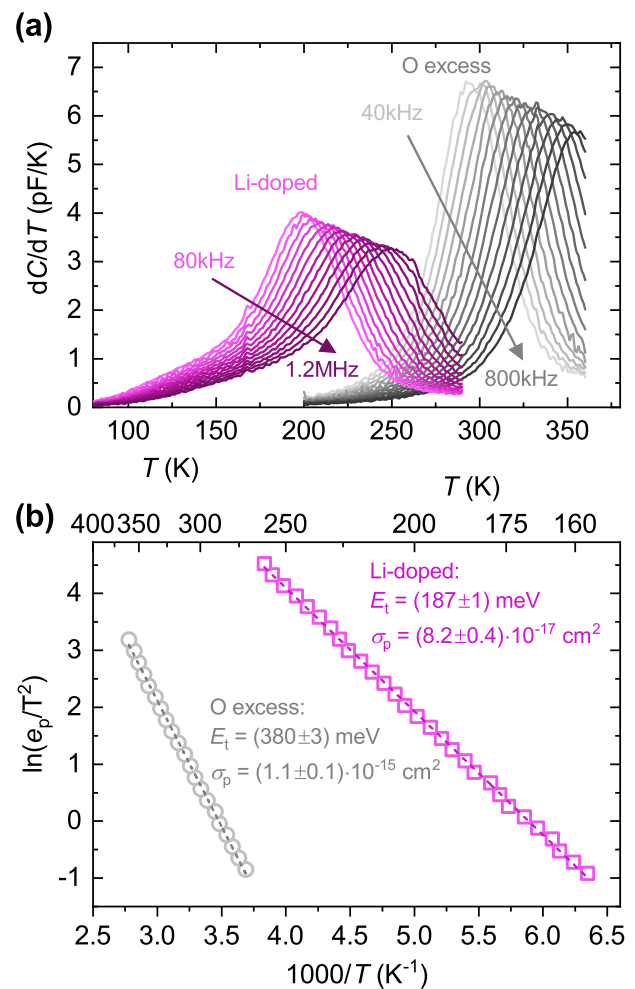 (a)
7
6
5
4
3
2
1
0
dC/dT (pF/K)
O excess
40kHz
Li-doped
80kHz
1.2MHz
800kHz
100 150 200 250 300 350
T (K)
T (K)
(b)
400 350 300 250 200 175 160
4
3
2
1
0
-1
ln(eₚ/T²)
Li-doped:
Eₜ = (187±1) meV
σₚ = (8.2±0.4)·10⁻¹⁷ cm²
O excess:
Eₜ = (380±3) meV
σₚ = (1.1±0.1)·10⁻¹⁵ cm²
2.5 3.0 3.5 4.0 4.5 5.0 5.5 6.0 6.5
1000/T (K⁻¹)